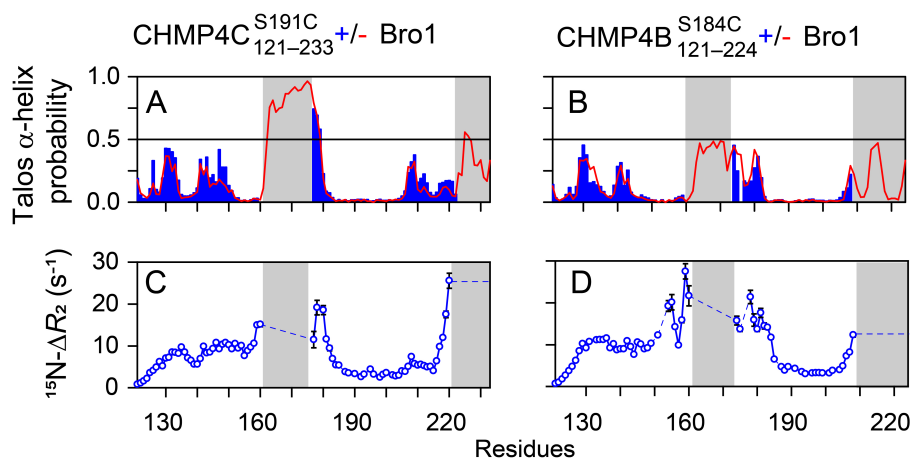 CHMP4C S191C 121–233 +/- Bro1
CHMP4B S184C 121–224 +/- Bro1
Talos α-helix
probability
1.0
0.5
0.0
A
B
¹⁵N-ΔR₂ (s⁻¹)
30
20
10
0
C
D
130 160 190 220
130 160 190 220
Residues